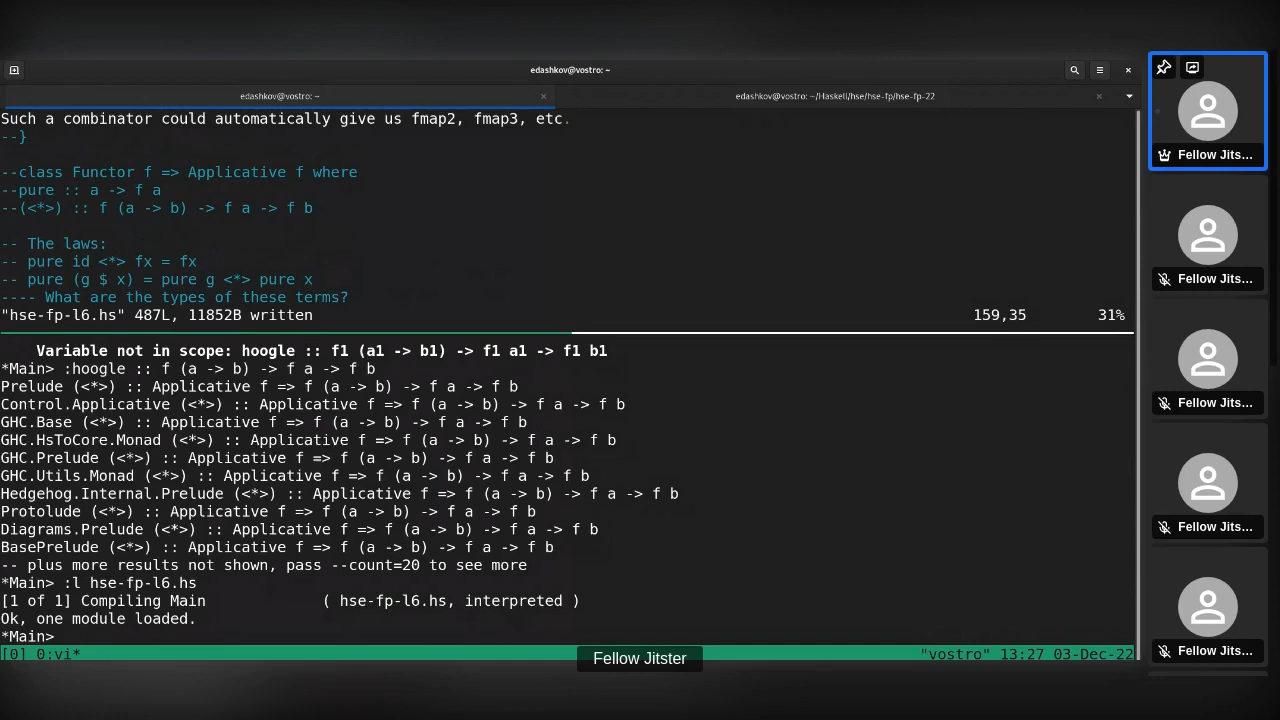 edashkov@vostro: ~
edashkov@vostro: ~
edashkov@vostro: ~/Haskell/hse/hse-fp/hse-fp-22
Such a combinator could automatically give us fmap2, fmap3, etc.
--}
--class Functor f => Applicative f where
--pure :: a -> f a
--(<*>) :: f (a -> b) -> f a -> f b
-- The laws:
-- pure id <*> fx = fx
-- pure (g $ x) = pure g <*> pure x
---- What are the types of these terms?
"hse-fp-l6.hs" 487L, 11852B written 159,35 31%
Variable not in scope: hoogle :: f1 (a1 -> b1) -> f1 a1 -> f1 b1
*Main> :hoogle :: f (a -> b) -> f a -> f b
Prelude (<*>) :: Applicative f => f (a -> b) -> f a -> f b
Control.Applicative (<*>) :: Applicative f => f (a -> b) -> f a -> f b
GHC.Base (<*>) :: Applicative f => f (a -> b) -> f a -> f b
GHC.HsToCore.Monad (<*>) :: Applicative f => f (a -> b) -> f a -> f b
GHC.Prelude (<*>) :: Applicative f => f (a -> b) -> f a -> f b
GHC.Utils.Monad (<*>) :: Applicative f => f (a -> b) -> f a -> f b
Hedgehog.Internal.Prelude (<*>) :: Applicative f => f (a -> b) -> f a -> f b
Protolude (<*>) :: Applicative f => f (a -> b) -> f a -> f b
Diagrams.Prelude (<*>) :: Applicative f => f (a -> b) -> f a -> f b
BasePrelude (<*>) :: Applicative f => f (a -> b) -> f a -> f b
-- plus more results not shown, pass --count=20 to see more
*Main> :l hse-fp-l6.hs
[1 of 1] Compiling Main ( hse-fp-l6.hs, interpreted )
Ok, one module loaded.
*Main>
[0] 0:vi* "vostro" 13:27 03-Dec-22
Fellow Jitster
Fellow Jits...
Fellow Jits...
Fellow Jits...
Fellow Jits...
Fellow Jits...